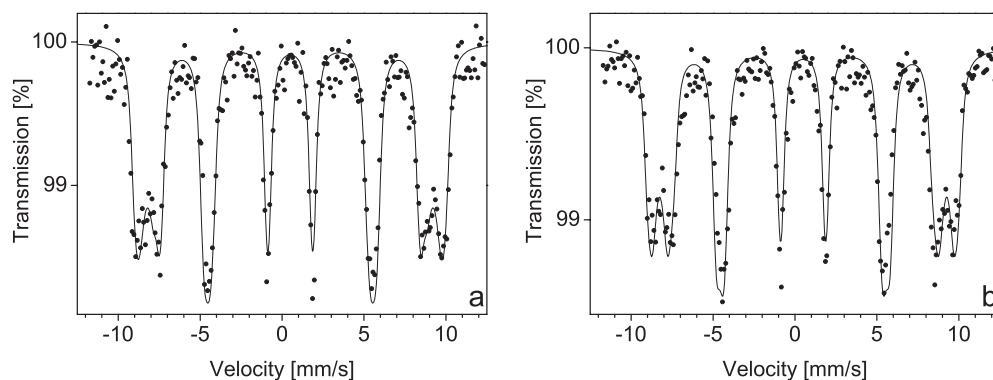 100
99
Transmission [%]
-10 -5 0 5 10
Velocity [mm/s]
a
100
99
Transmission [%]
-10 -5 0 5 10
Velocity [mm/s]
b